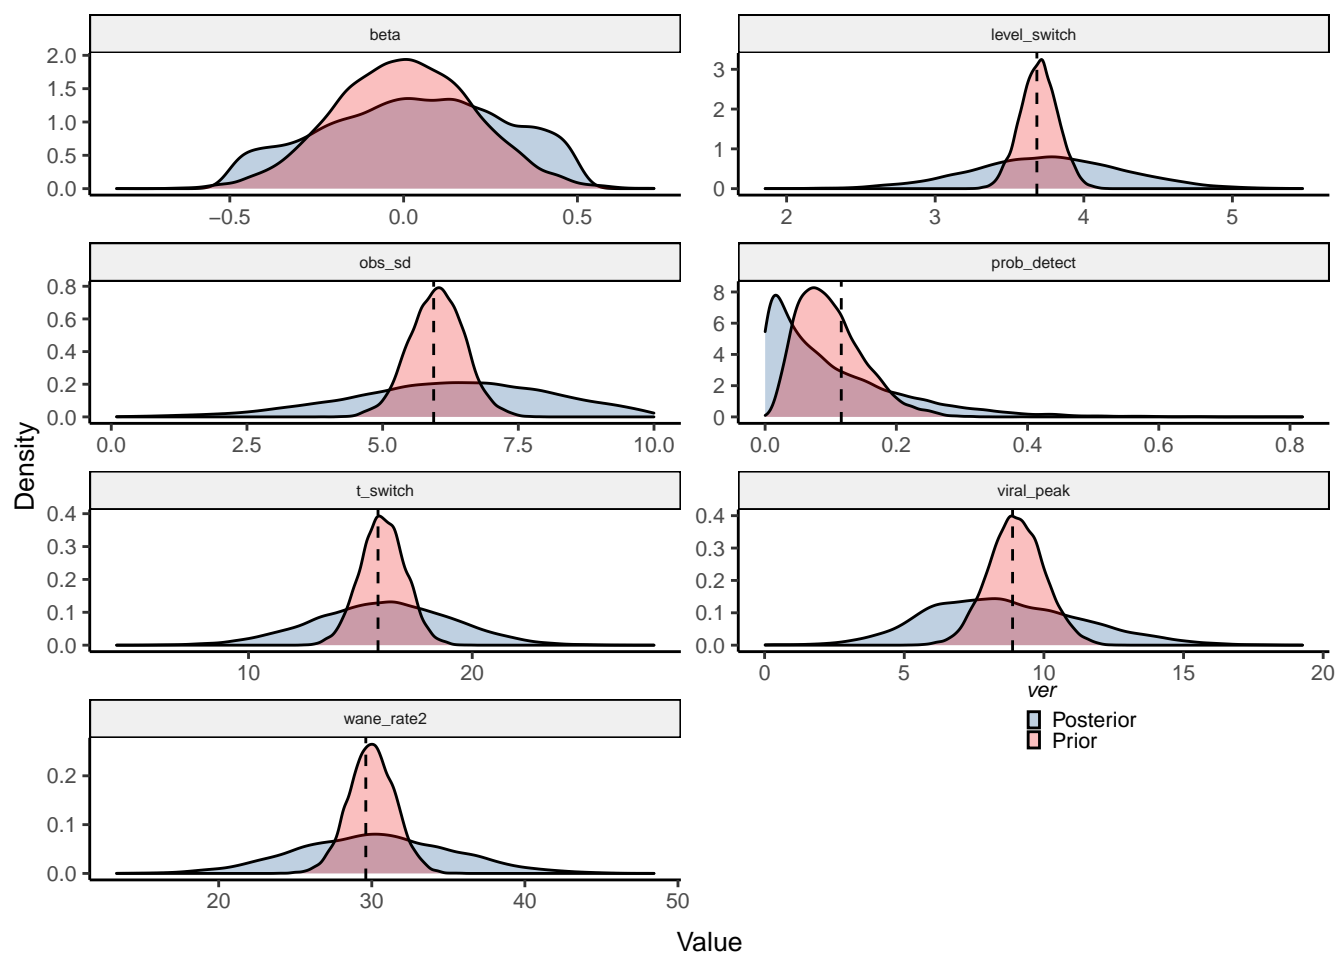 beta
2.0
1.5
1.0
0.5
0.0
−0.5 0.0 0.5
level_switch
3
2
1
0
2 3 4 5
obs_sd
0.8
0.6
0.4
0.2
0.0
0.0 2.5 5.0 7.5 10.0
prob_detect
8
6
4
2
0
0.0 0.2 0.4 0.6 0.8
Density
t_switch
0.4
0.3
0.2
0.1
0.0
10 20
viral_peak
0.4
0.3
0.2
0.1
0.0
0 5 10 15 20
wane_rate2
0.2
0.1
0.0
20 30 40 50
ver
Posterior
Prior
Value